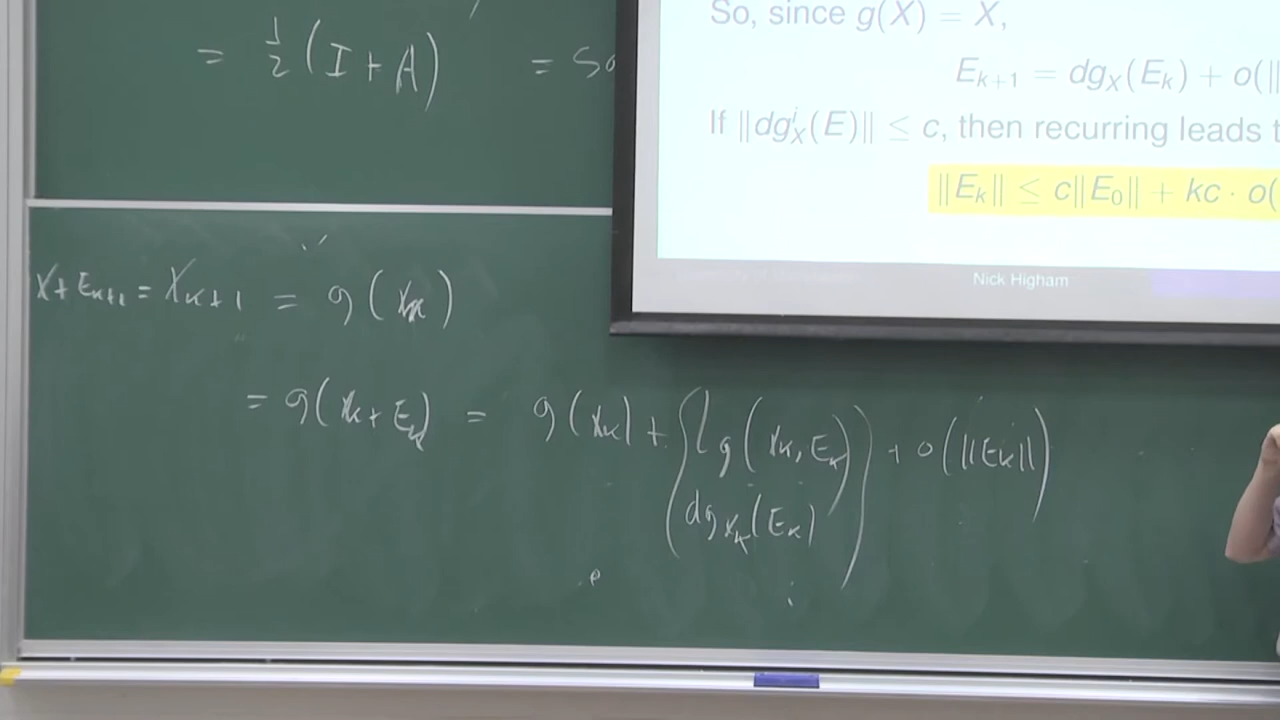 = 1/2 (I + A) = So
So, since g(X) = X,
E_{k+1} = dg_X(E_k) + o(‖
If ‖dg^i_X(E)‖ ≤ c, then recurring leads t
‖E_k‖ ≤ c‖E_0‖ + kc · o(
Nick Higham
X + E_{k+1} = X_{k+1} = g(X_k)
= g(X_k + E_k) = g(X_k) + L_g(X_k, E_k) + o(‖E_k‖)
(dg_{X_k}(E_k))